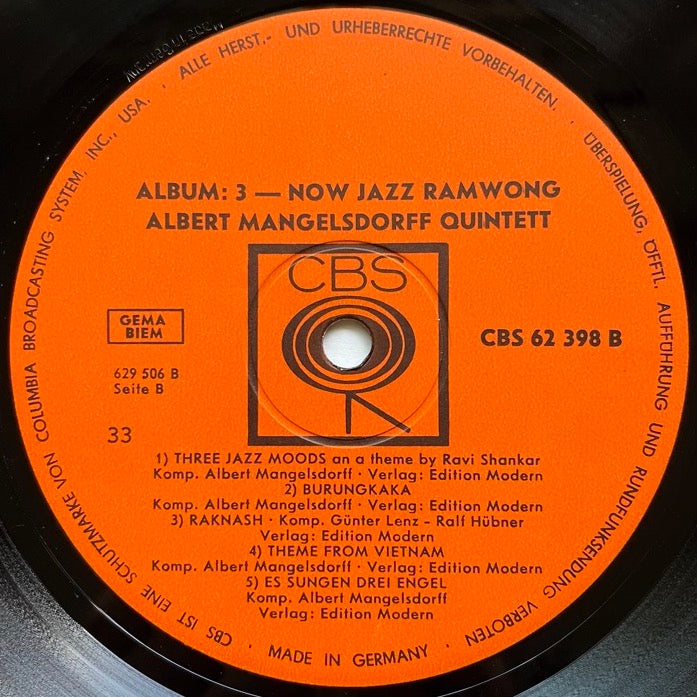 ALBUM: 3 — NOW JAZZ RAMWONG
ALBERT MANGELSDORFF QUINTETT
CBS
GEMA
BIEM
CBS 62 398 B
629 506 B
Seite B
33
1) THREE JAZZ MOODS an a theme by Ravi Shankar
Komp. Albert Mangelsdorff · Verlag: Edition Modern
2) BURUNGKAKA
Komp. Albert Mangelsdorff · Verlag: Edition Modern
3) RAKNASH · Komp. Günter Lenz – Ralf Hübner
Verlag: Edition Modern
4) THEME FROM VIETNAM
Komp. Albert Mangelsdorff · Verlag: Edition Modern
5) ES SUNGEN DREI ENGEL
Komp. Albert Mangelsdorff
Verlag: Edition Modern
CBS IST EINE SCHUTZMARKE VON COLUMBIA BROADCASTING SYSTEM, INC., USA. · ALLE HERST.- UND URHEBERRECHTE VORBEHALTEN. · ÜBERSPIELUNG, ÖFFTL. AUFFÜHRUNG UND RUNDFUNKSENDUNG VERBOTEN · MADE IN GERMANY ·